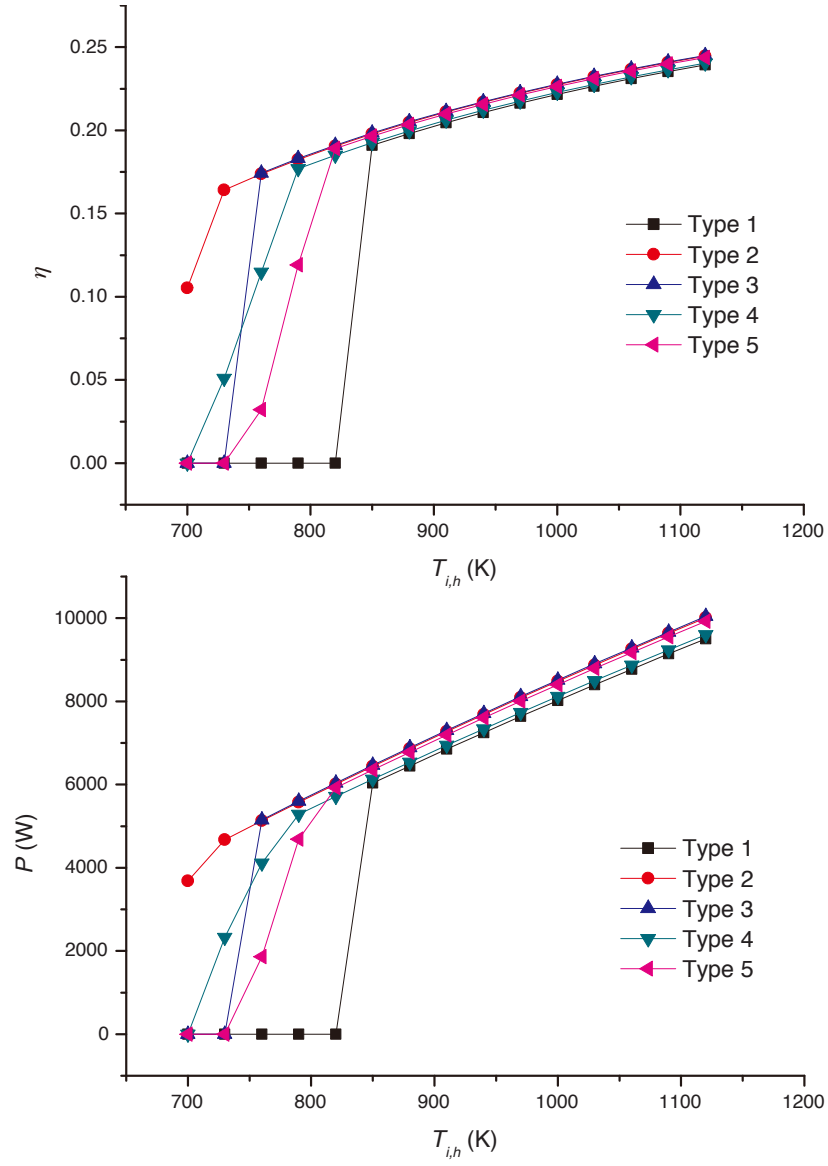 0.25
0.20
0.15
0.10
0.05
0.00
η
Type 1
Type 2
Type 3
Type 4
Type 5
700 800 900 1000 1100 1200
T_{i,h} (K)
10000
8000
6000
4000
2000
0
P (W)
Type 1
Type 2
Type 3
Type 4
Type 5
700 800 900 1000 1100 1200
T_{i,h} (K)